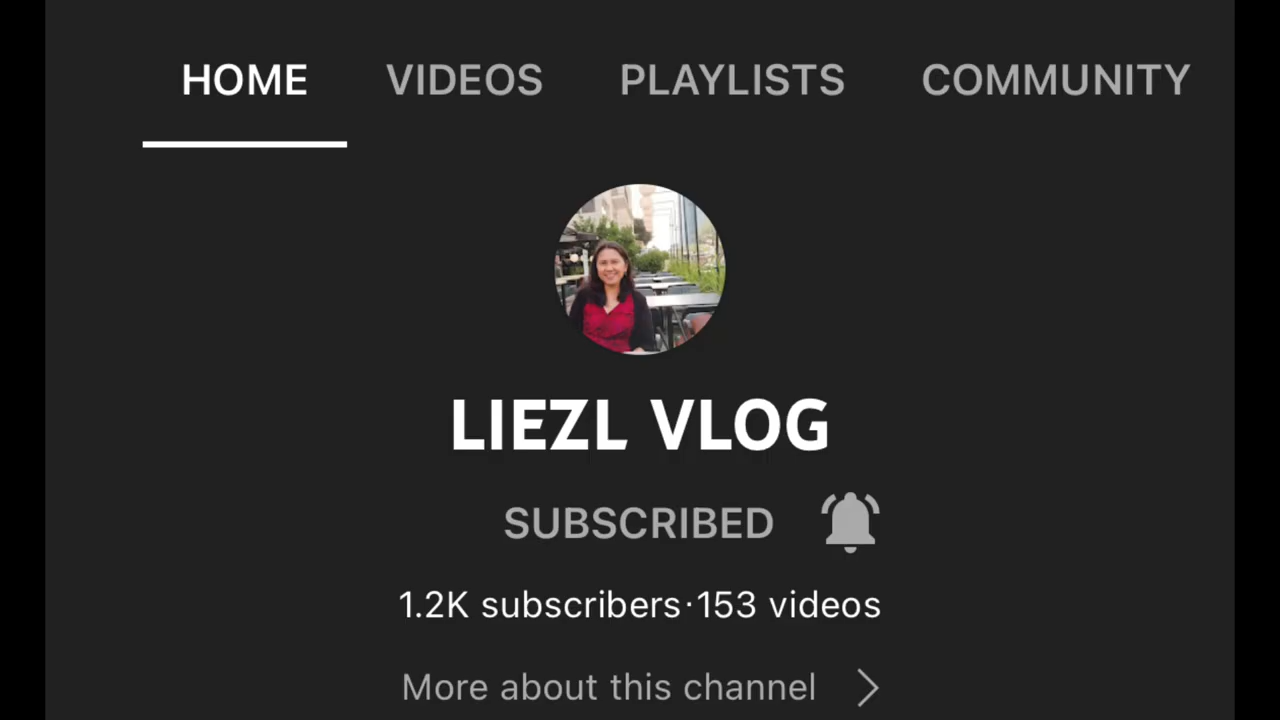 HOME VIDEOS PLAYLISTS COMMUNITY
LIEZL VLOG
SUBSCRIBED
1.2K subscribers·153 videos
More about this channel